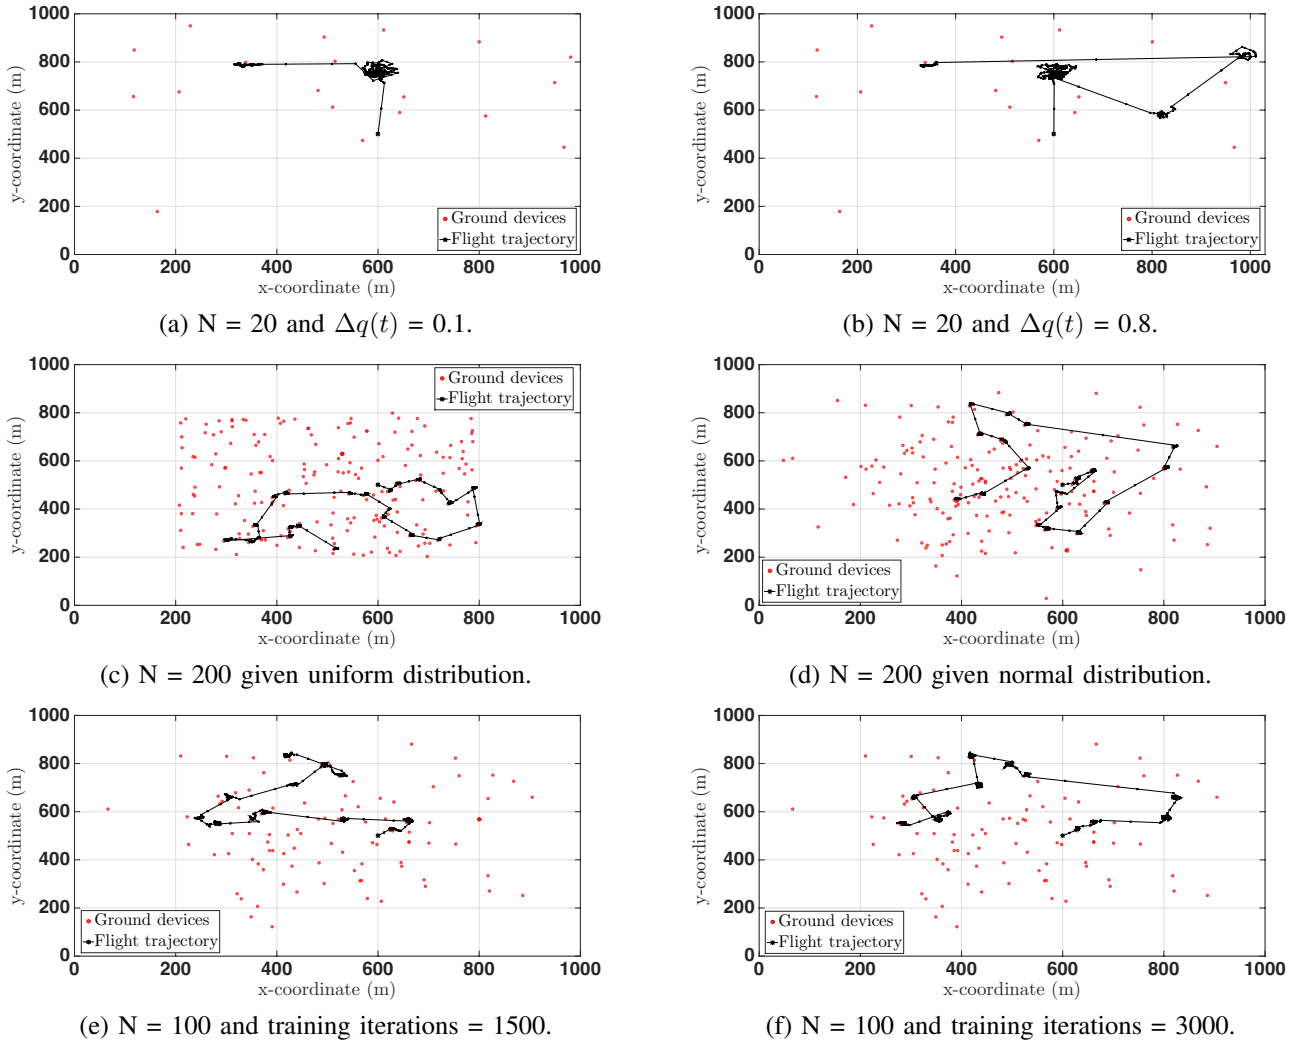 1000
800
600
400
200
0
y-coordinate (m)
Ground devices
Flight trajectory
200
400
600
800
1000
x-coordinate (m)
(a) N = 20 and Δq(t) = 0.1.
1000
800
600
400
200
0
y-coordinate (m)
Ground devices
Flight trajectory
0
200
400
600
800
1000
x-coordinate (m)
(b) N = 20 and Δq(t) = 0.8.
1000
800
600
400
200
0
y-coordinate (m)
Ground devices
Flight trajectory
0
200
400
600
800
1000
x-coordinate (m)
(c) N = 200 given uniform distribution.
1000
800
600
400
200
0
y-coordinate (m)
Ground devices
Flight trajectory
0
200
400
600
800
1000
x-coordinate (m)
(d) N = 200 given normal distribution.
1000
800
600
400
200
0
y-coordinate (m)
Ground devices
Flight trajectory
0
200
400
600
800
1000
x-coordinate (m)
(e) N = 100 and training iterations = 1500.
1000
800
600
400
200
0
y-coordinate (m)
Ground devices
Flight trajectory
0
200
400
600
800
1000
x-coordinate (m)
(f) N = 100 and training iterations = 3000.